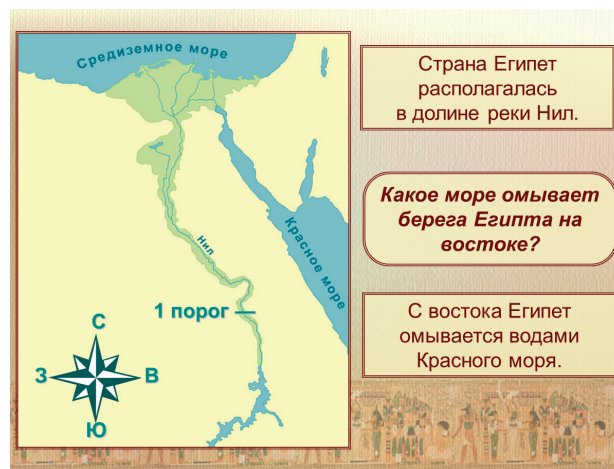 Средиземное море
Нил
Красное море
1 порог
С
З
В
Ю
Страна Египет
располагалась
в долине реки Нил.
Какое море омывает
берега Египта на
востоке?
С востока Египет
омывается водами
Красного моря.